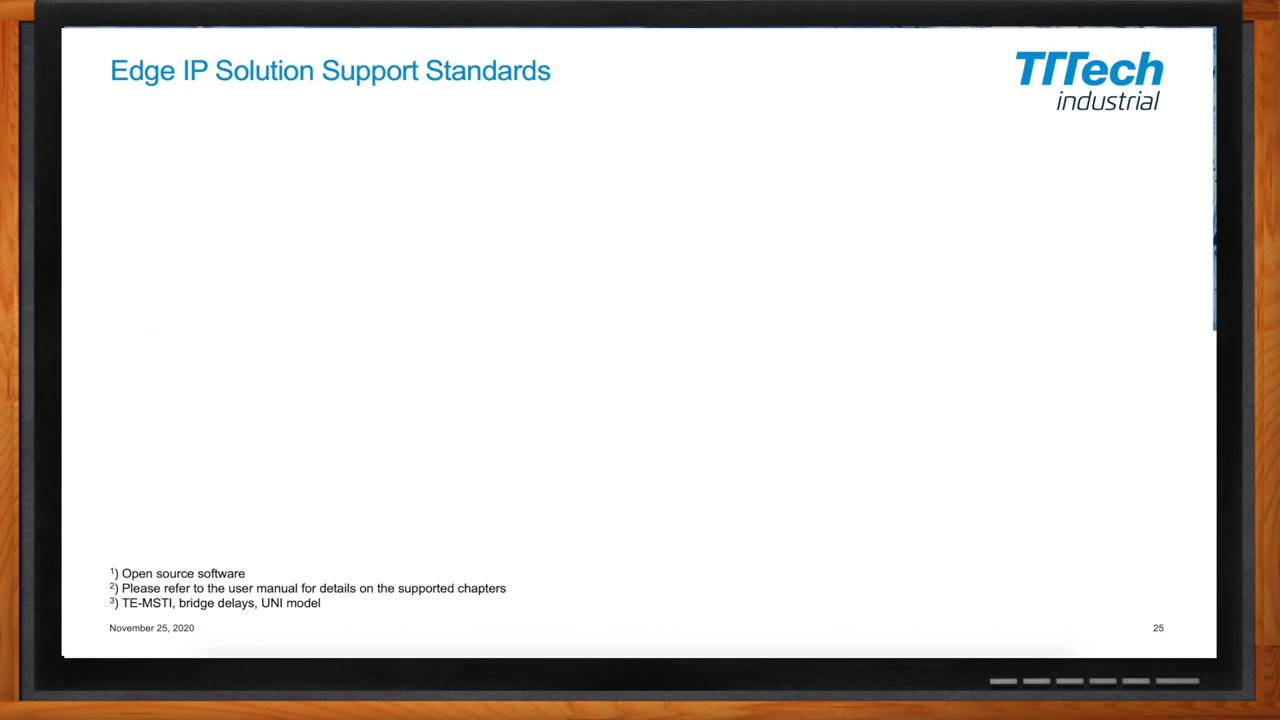 Edge IP Solution Support Standards
TTTech
industrial
1) Open source software
2) Please refer to the user manual for details on the supported chapters
3) TE-MSTI, bridge delays, UNI model
November 25, 2020
25